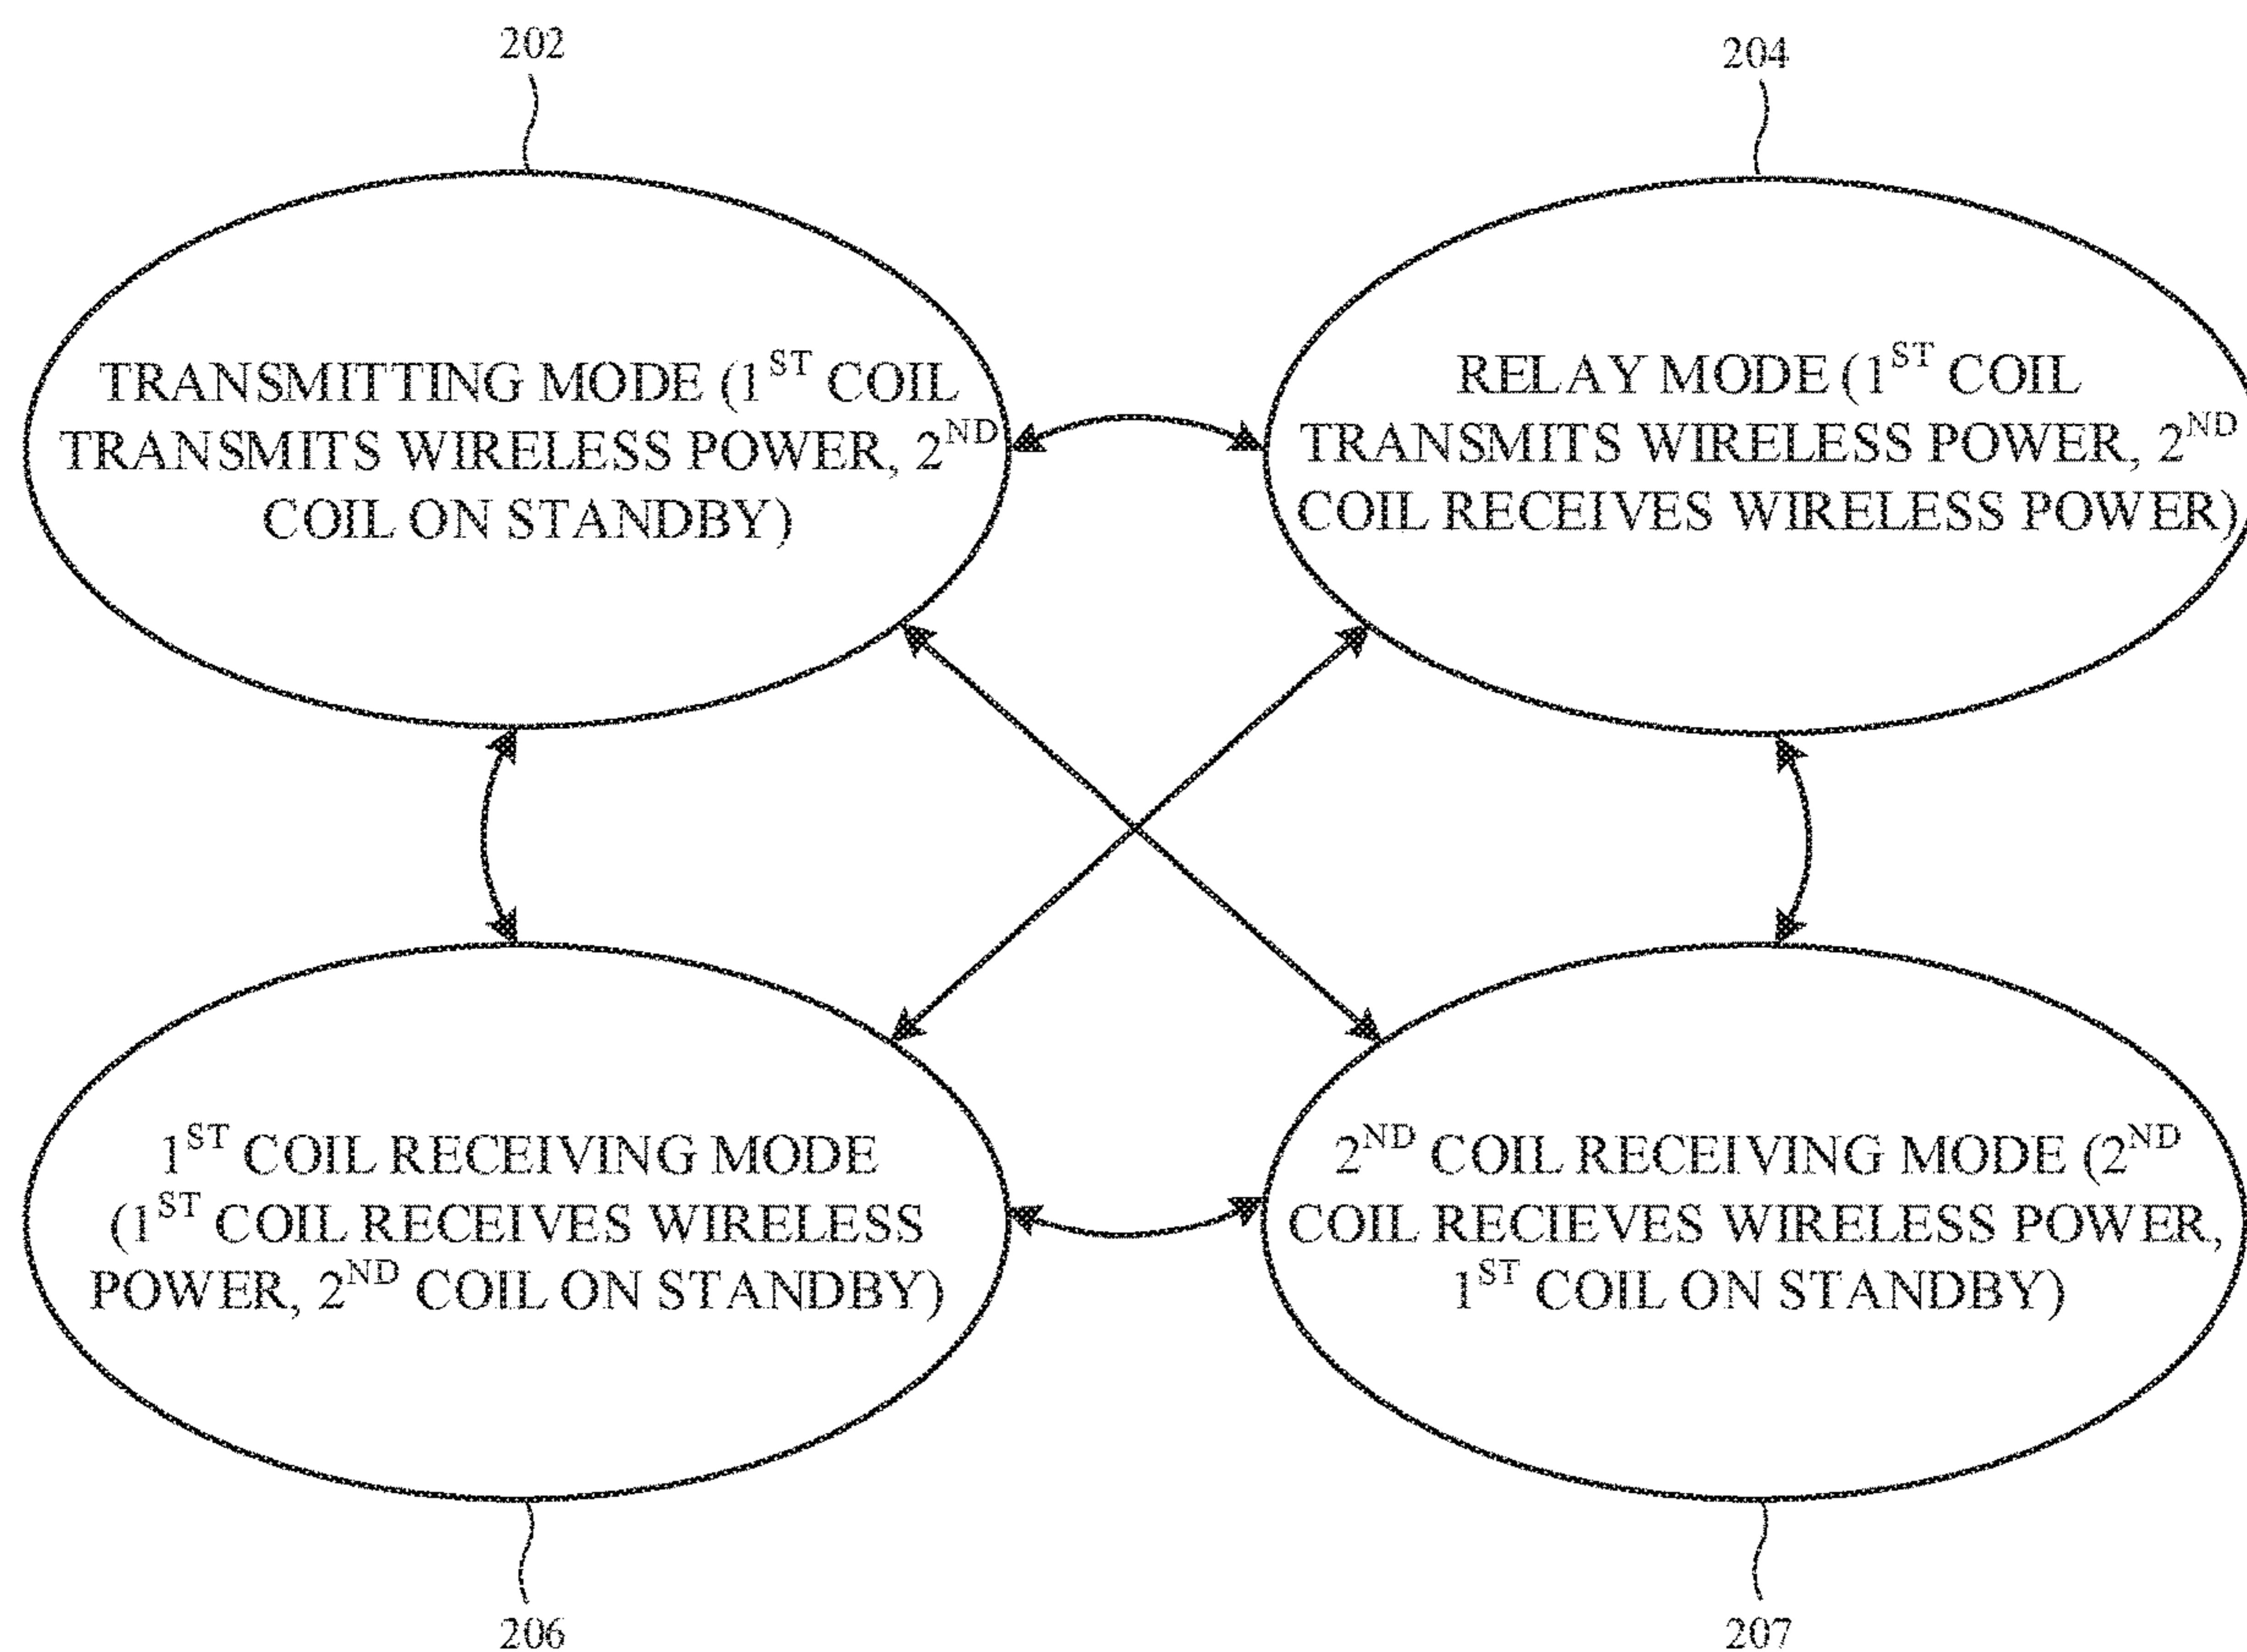 202
204
TRANSMITTING MODE (1ST COIL
TRANSMITS WIRELESS POWER, 2ND
COIL ON STANDBY)
RELAY MODE (1ST COIL
TRANSMITS WIRELESS POWER, 2ND
COIL RECEIVES WIRELESS POWER)
1ST COIL RECEIVING MODE
(1ST COIL RECEIVES WIRELESS
POWER, 2ND COIL ON STANDBY)
2ND COIL RECEIVING MODE (2ND
COIL RECIEVES WIRELESS POWER,
1ST COIL ON STANDBY)
206
207